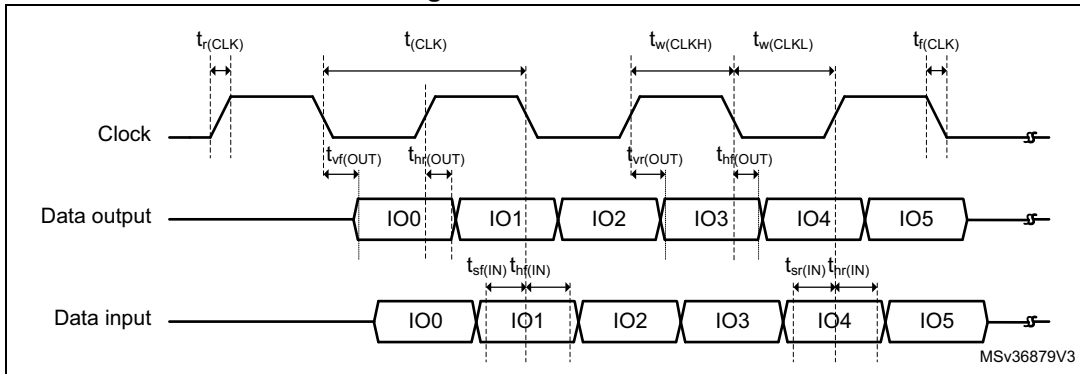 tr(CLK) t(CLK) tw(CLKH) tw(CLKL) tf(CLK)
Clock
tvf(OUT) thr(OUT) tvr(OUT) thf(OUT)
Data output IO0 IO1 IO2 IO3 IO4 IO5
tsf(IN) thf(IN) tsr(IN) thr(IN)
Data input IO0 IO1 IO2 IO3 IO4 IO5
MSv36879V3